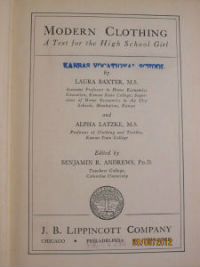 MODERN CLOTHING
A Text for the High School Girl
KANSAS VOCATIONAL SCHOOL
by
LAURA BAXTER, M.S.
Associate Professor in Home Economics
Education, Kansas State College; Super-
visor of Home Economics in the City
Schools, Manhattan, Kansas
and
ALPHA LATZKE, M.S.
Professor of Clothing and Textiles,
Kansas State College
Edited by
BENJAMIN R. ANDREWS, PH.D.
Teachers College,
Columbia University
J. B. LIPPINCOTT COMPANY
CHICAGO PHILADELPHIA
2012